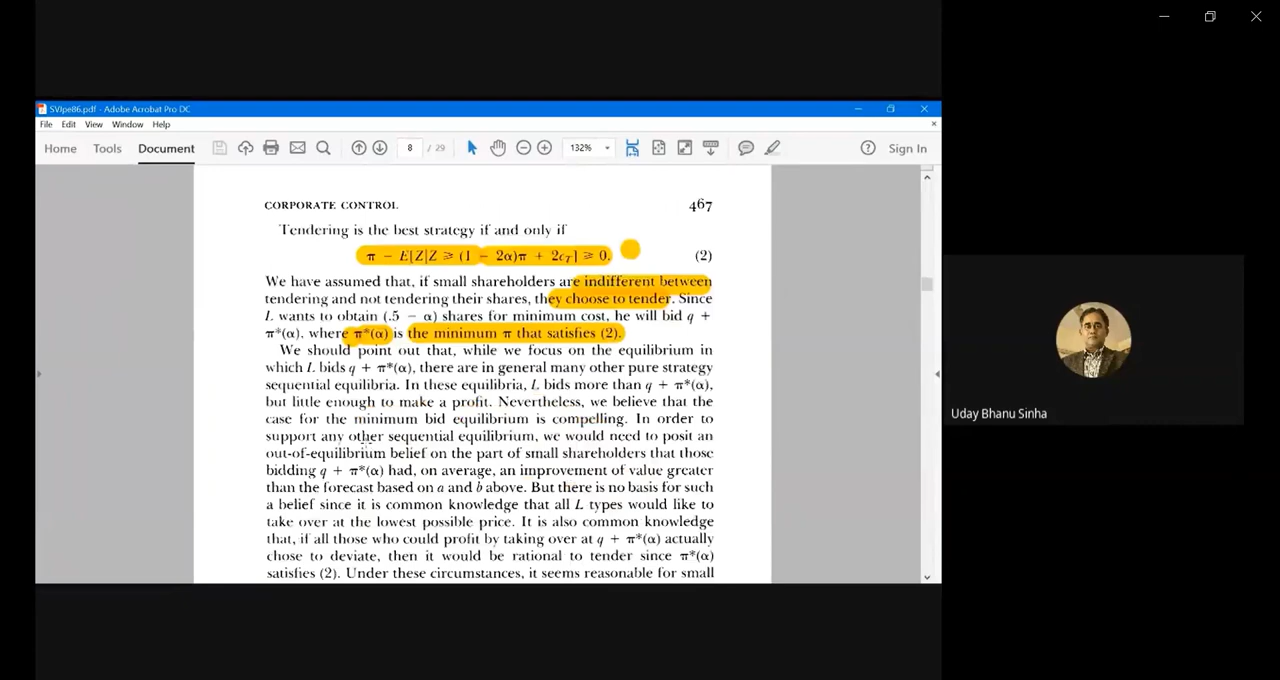 SVJpe86.pdf - Adobe Acrobat Pro DC
File Edit View Window Help
Home Tools Document 8 / 29 132% Sign In
CORPORATE CONTROL 467
Tendering is the best strategy if and only if
π − E[Z|Z ⩾ (1 − 2α)π + 2c_T] ⩾ 0. (2)
We have assumed that, if small shareholders are indifferent between
tendering and not tendering their shares, they choose to tender. Since
L wants to obtain (.5 − α) shares for minimum cost, he will bid q +
π*(α), where π*(α) is the minimum π that satisfies (2).
We should point out that, while we focus on the equilibrium in
which L bids q + π*(α), there are in general many other pure strategy
sequential equilibria. In these equilibria, L bids more than q + π*(α),
but little enough to make a profit. Nevertheless, we believe that the
case for the minimum bid equilibrium is compelling. In order to
support any other sequential equilibrium, we would need to posit an
out-of-equilibrium belief on the part of small shareholders that those
bidding q + π*(α) had, on average, an improvement of value greater
than the forecast based on a and b above. But there is no basis for such
a belief since it is common knowledge that all L types would like to
take over at the lowest possible price. It is also common knowledge
that, if all those who could profit by taking over at q + π*(α) actually
chose to deviate, then it would be rational to tender since π*(α)
satisfies (2). Under these circumstances, it seems reasonable for small
Uday Bhanu Sinha